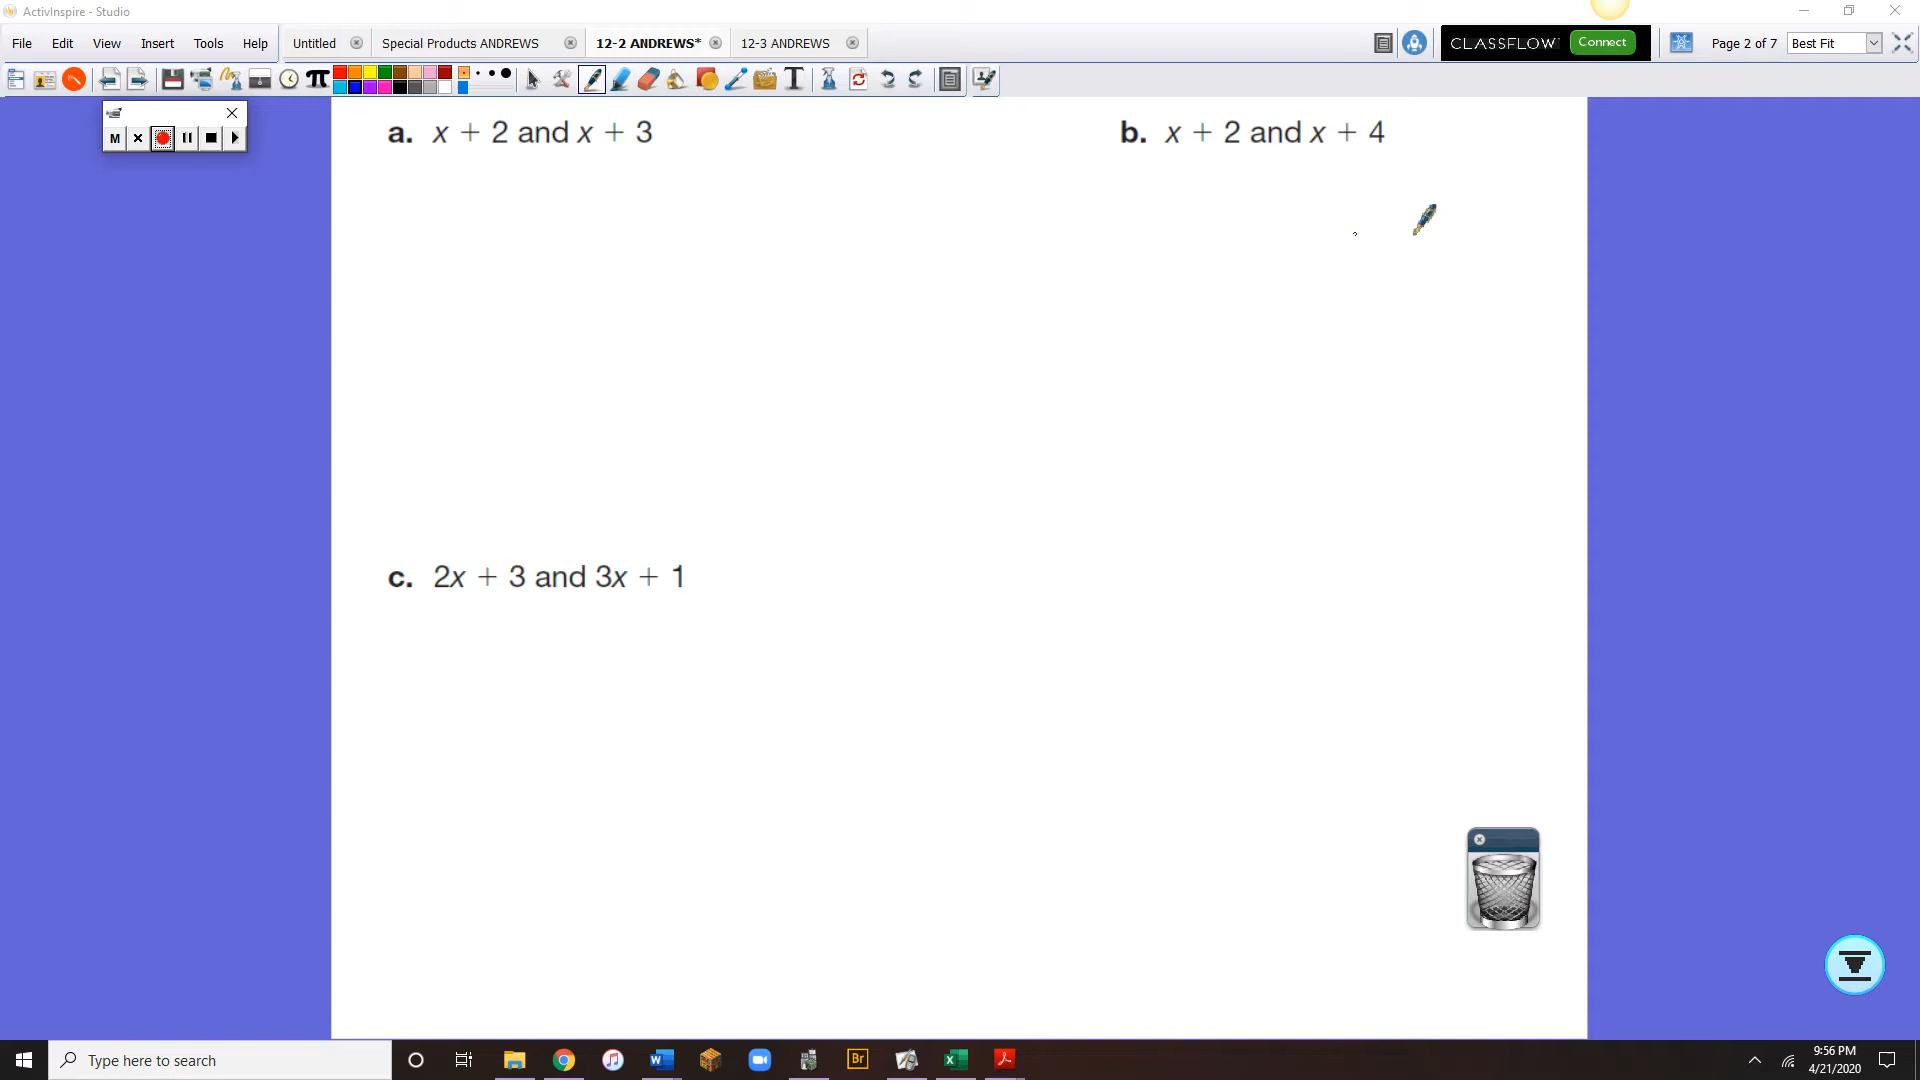 ActivInspire - Studio
File Edit View Insert Tools Help Untitled Special Products ANDREWS 12-2 ANDREWS* 12-3 ANDREWS CLASSFLOW Connect Page 2 of 7 Best Fit
π T
M
a. x + 2 and x + 3 b. x + 2 and x + 4
c. 2x + 3 and 3x + 1
Type here to search
Br
9:56 PM
4/21/2020